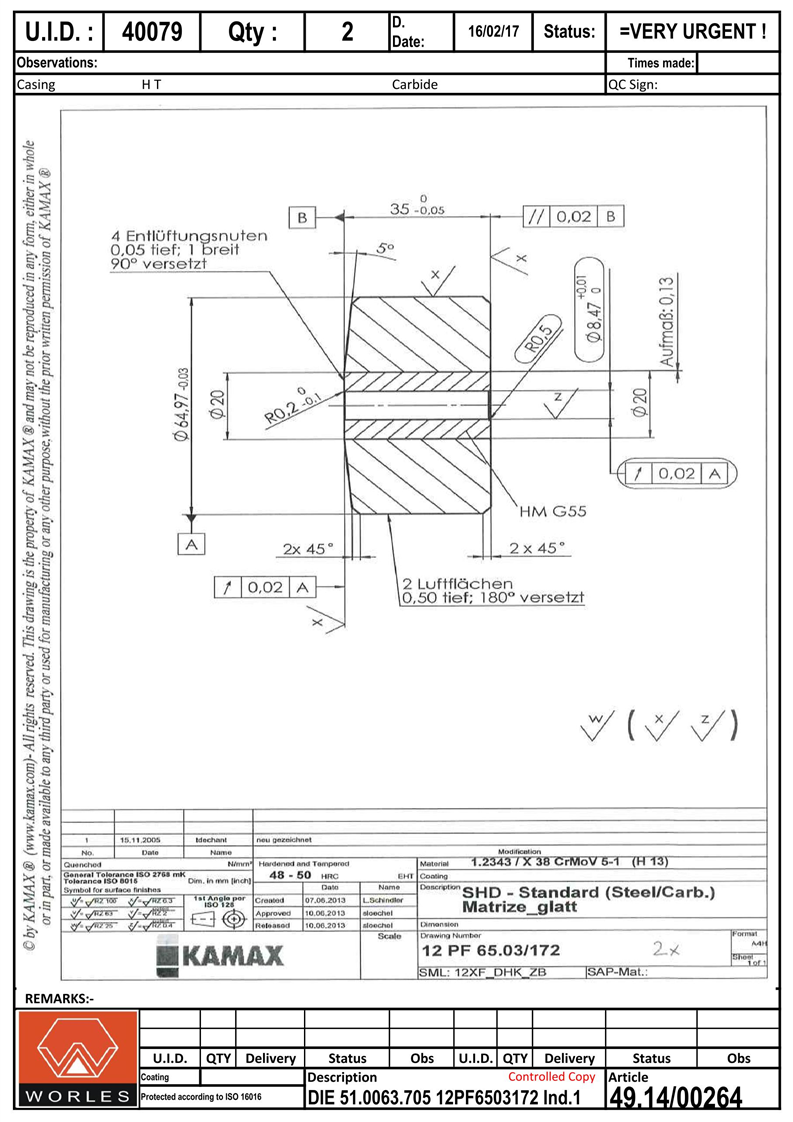 U.I.D. : 40079 Qty : 2 D. Date: 16/02/17 Status: =VERY URGENT !
Observations: Times made:
Casing H T Carbide QC Sign:
© by KAMAX ® (www.kamax.com)- All rights reserved. This drawing is the property of KAMAX ® and may not be reproduced in any form, either in whole
or in part, or made available to any third party or used for manufacturing or any other purpose,without the prior written permission of KAMAX ®
B
35 0 -0,05
// 0,02 B
4 Entlüftungsnuten
0,05 tief; 1 breit
90° versetzt
5°
x
x
R0,5
Ø8,47 +0,01 0
Aufmaß: 0,13
Ø64,97 -0,03
Ø20
R0,2 0 -0,1
z
Ø20
↗ 0,02 A
HM G55
A
2x 45°
2 x 45°
↗ 0,02 A
2 Luftflächen
0,50 tief; 180° versetzt
x
w ( x z )
1 15.11.2005 tdechant neu gezeichnet
No. Date Name Modification
Quenched N/mm² Hardened and Tempered Material 1.2343 / X 38 CrMoV 5-1 (H 13)
General Tolerance ISO 2768 mK
Tolerance ISO 8015 Dim. in mm [inch] 48 - 50 HRC EHT Coating
Symbol for surface finishes
Date Name Description SHD - Standard (Steel/Carb.)
Matrize_glatt
RZ 100 RZ 6.3 1st Angle per
ISO 128
Created 07.06.2013 L.Schindler
RZ 63 RZ 2 Approved 10.06.2013
RZ 25 RZ 0.4 Released 10.06.2013
Dimension
Scale Drawing Number Format
12 PF 65.03/172 2x A4H
Sheet
1 of 1
KAMAX
SML: 12XF_DHK_ZB SAP-Mat.:
REMARKS:-
U.I.D. QTY Delivery Status Obs U.I.D. QTY Delivery Status Obs
Coating Description Controlled Copy Article
WORLES Protected according to ISO 16016 DIE 51.0063.705 12PF6503172 Ind.1 49.14/00264